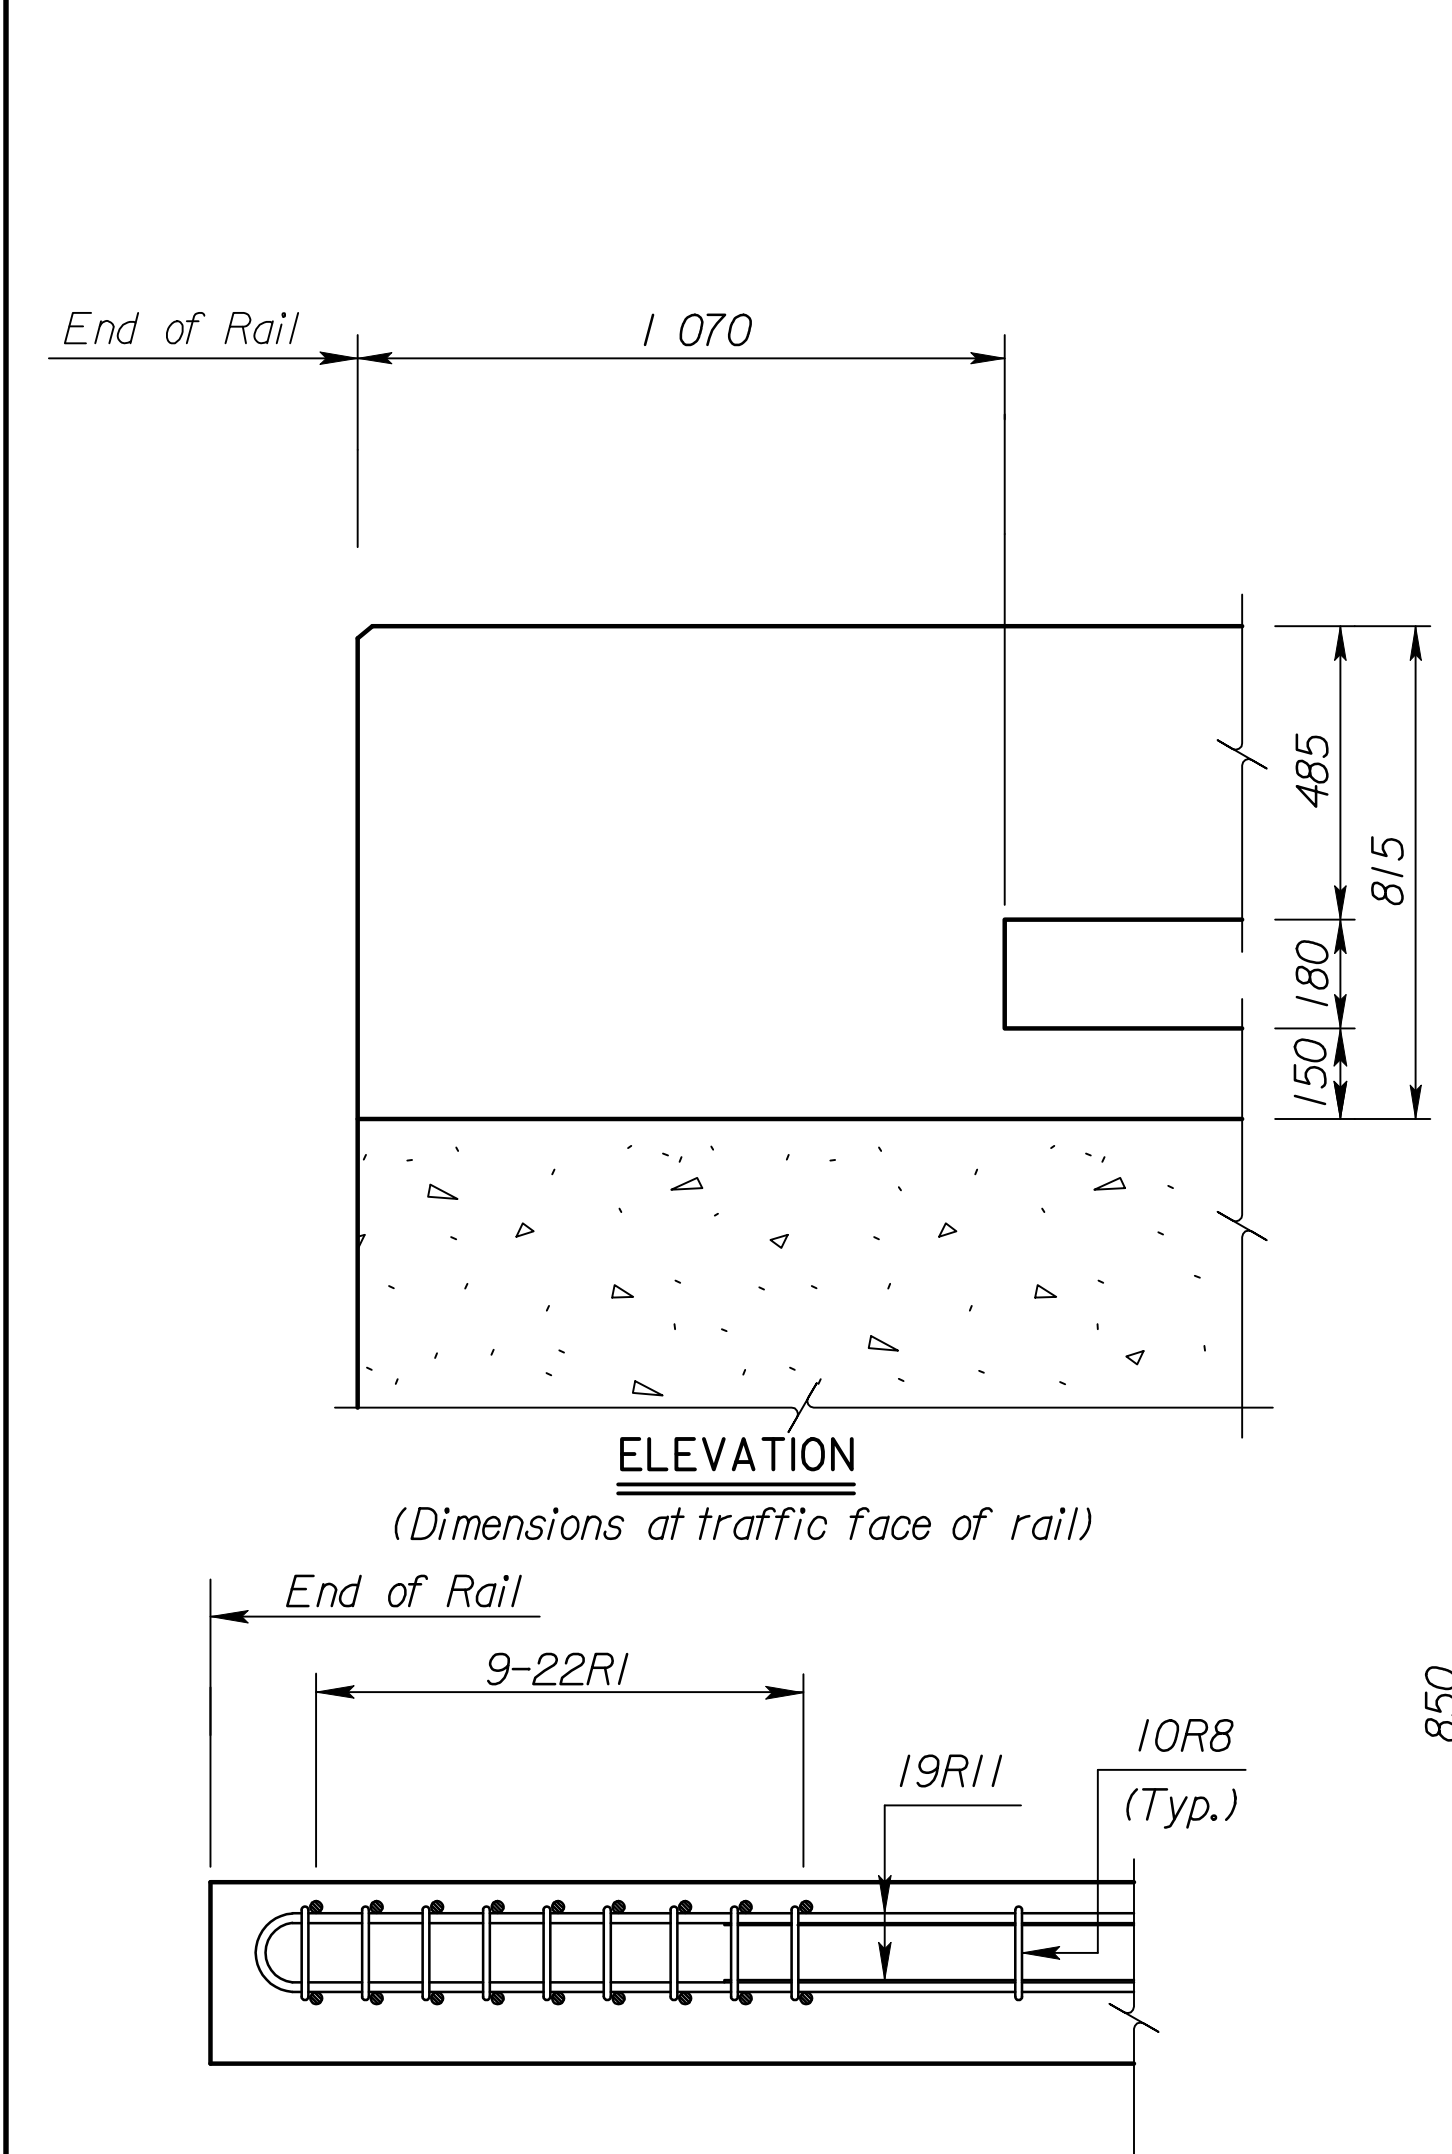 End of Rail
1 070
485
815
180
150
ELEVATION
(Dimensions at traffic face of rail)
End of Rail
9-22R1
850
10R8
19R11
(Typ.)